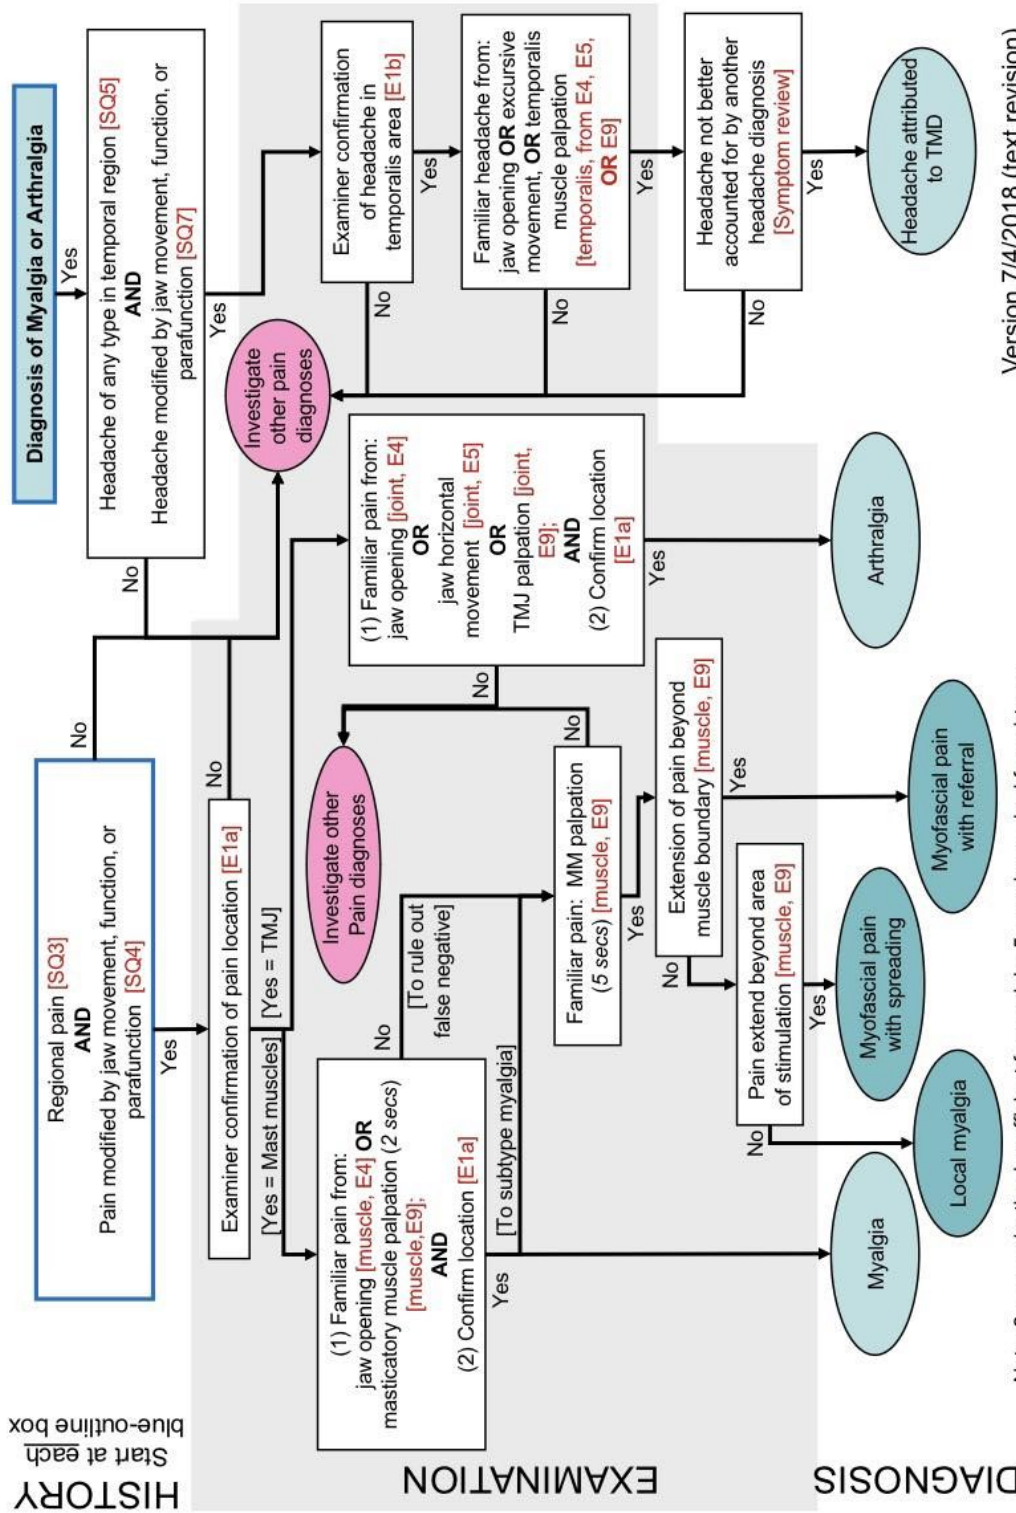 HISTORY
Start at each
blue-outline box
Regional pain [SQ3]
AND
Pain modified by jaw movement, function, or
parafunction [SQ4]
No
Yes
Diagnosis of Myalgia or Arthralgia
Yes
Headache of any type in temporal region [SQ5]
AND
Headache modified by jaw movement, function, or
parafunction [SQ7]
No
Yes
EXAMINATION
Examiner confirmation of pain location [E1a]
No
[Yes = Mast muscles]
[Yes = TMJ]
(1) Familiar pain from:
jaw opening [muscle, E4] OR
masticatory muscle palpation (2 secs)
[muscle,E9];
AND
(2) Confirm location [E1a]
No
[To rule out
false negative]
Yes
[To subtype myalgia]
Investigate other
Pain diagnoses
Familiar pain: MM palpation
(5 secs) [muscle, E9]
No
Yes
Extension of pain beyond
muscle boundary [muscle, E9]
No
Yes
Pain extend beyond area
of stimulation [muscle, E9]
No
Yes
(1) Familiar pain from:
jaw opening [joint, E4]
OR
jaw horizontal
movement [joint, E5]
OR
TMJ palpation [joint,
E9];
AND
(2) Confirm location
[E1a]
No
Yes
Investigate
other pain
diagnoses
Examiner confirmation
of headache in
temporalis area [E1b]
No
Yes
Familiar headache from:
jaw opening OR excursive
movement, OR temporalis
muscle palpation
[temporalis, from E4, E5,
OR E9]
No
Yes
Headache not better
accounted for by another
headache diagnosis
[Symptom review]
No
Yes
DIAGNOSIS
Myalgia
Local myalgia
Myofascial pain
with spreading
Myofascial pain
with referral
Arthralgia
Headache attributed
to TMD
Version 7/4/2018 (text revision)